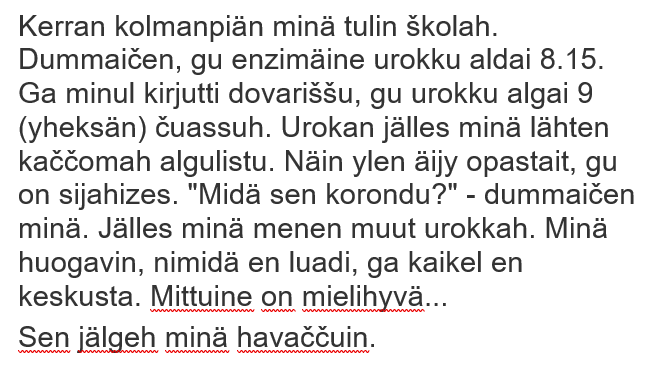 Kerran kolmanpiän minä tulin školah.
Dummaičen, gu enzimäine urokku aldai 8.15.
Ga minul kirjutti dovariššu, gu urokku algai 9
(yheksän) čuassuh. Urokan jälles minä lähten
kaččomah algulistu. Näin ylen äijy opastait, gu
on sijahizes. "Midä sen korondu?" - dummaičen
minä. Jälles minä menen muut urokkah. Minä
huogavin, nimidä en luadi, ga kaikel en
keskusta. Mittuine on mielihyvä...
Sen jälgeh minä havaččuin.